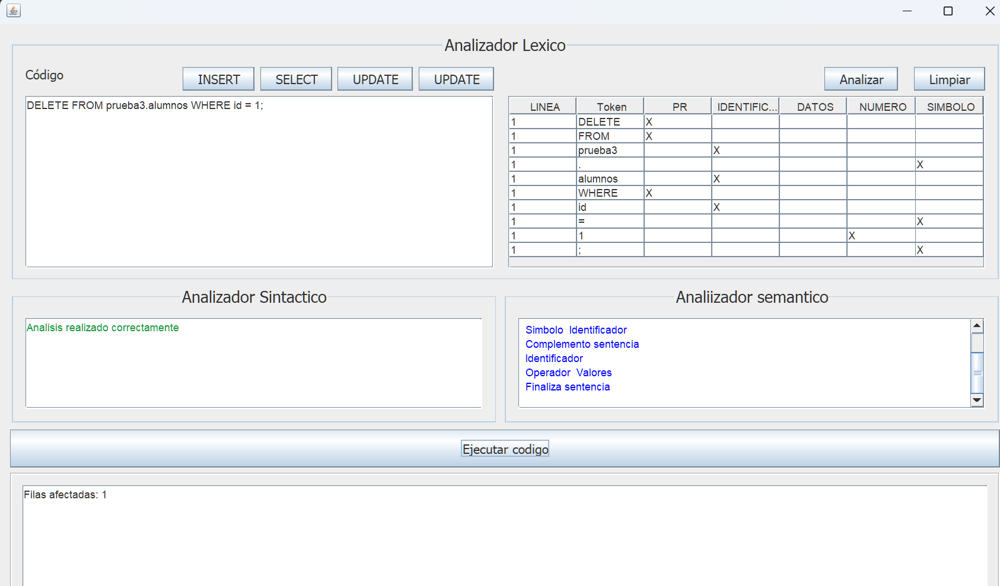 Analizador Lexico
Código INSERT SELECT UPDATE UPDATE Analizar Limpiar
DELETE FROM prueba3.alumnos WHERE id = 1;
LINEA Token PR IDENTIFIC... DATOS NUMERO SIMBOLO
1 DELETE X
1 FROM X
1 prueba3 X
1 . X
1 alumnos X
1 WHERE X
1 id X
1 = X
1 1 X
1 ; X
Analizador Sintactico
Analisis realizado correctamente
Analiizador semantico
Simbolo  Identificador
Complemento sentencia
Identificador
Operador  Valores
Finaliza sentencia
Ejecutar codigo
Filas afectadas: 1